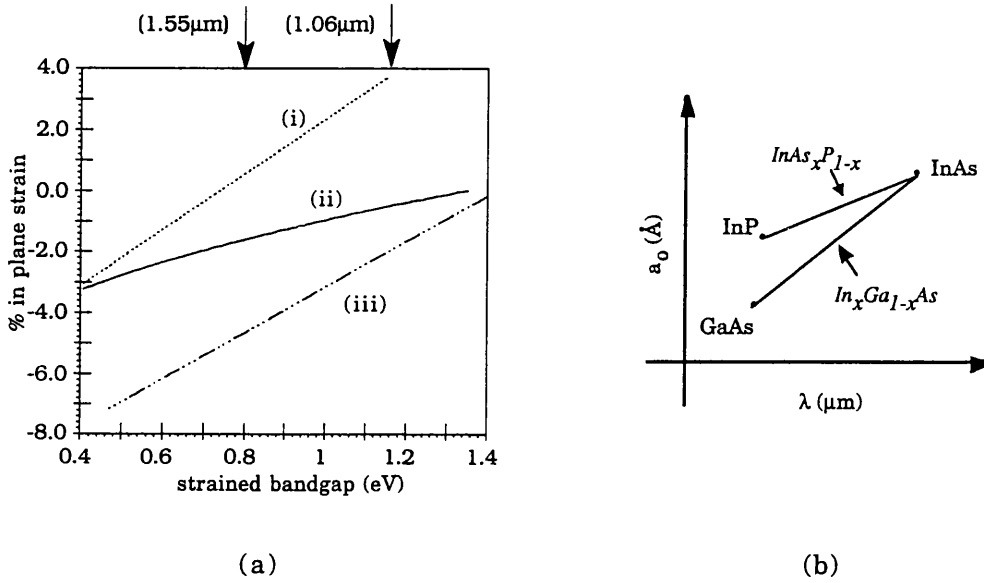 (1.55μm) (1.06μm)
4.0
2.0
0.0
-2.0
-4.0
-6.0
-8.0
% in plane strain
(i)
(ii)
(iii)
0.4 0.6 0.8 1 1.2 1.4
strained bandgap (eV)
(a)
a₀ (Å)
InAsₓP₁₋ₓ
InAs
InP
InₓGa₁₋ₓAs
GaAs
λ (μm)
(b)